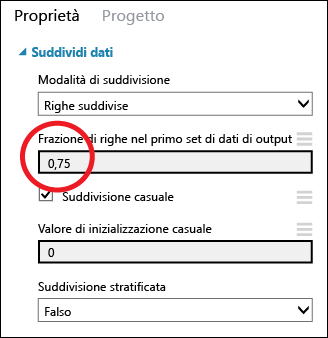 Proprietà Progetto
Suddividi dati
Modalità di suddivisione
Righe suddivise
Frazione di righe nel primo set di dati di output
0,75
Suddivisione casuale
Valore di inizializzazione casuale
0
Suddivisione stratificata
Falso